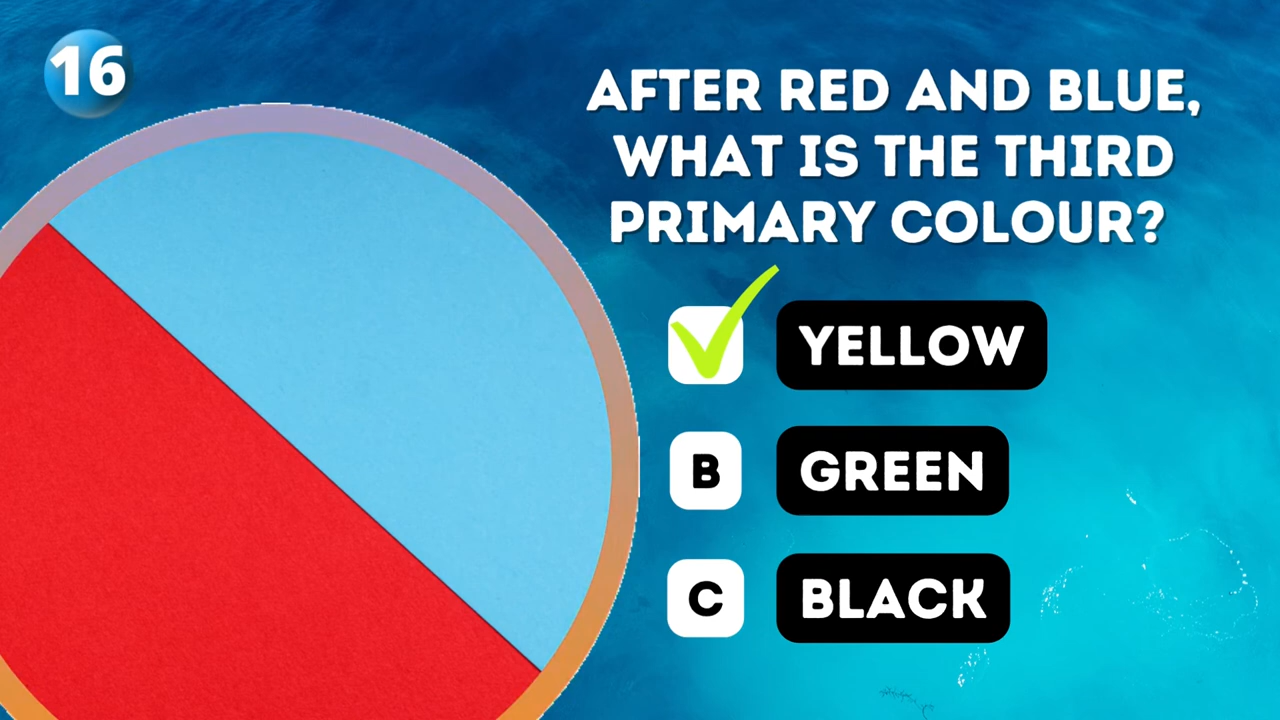 16
AFTER RED AND BLUE,
WHAT IS THE THIRD
PRIMARY COLOUR?
YELLOW
B GREEN
C BLACK